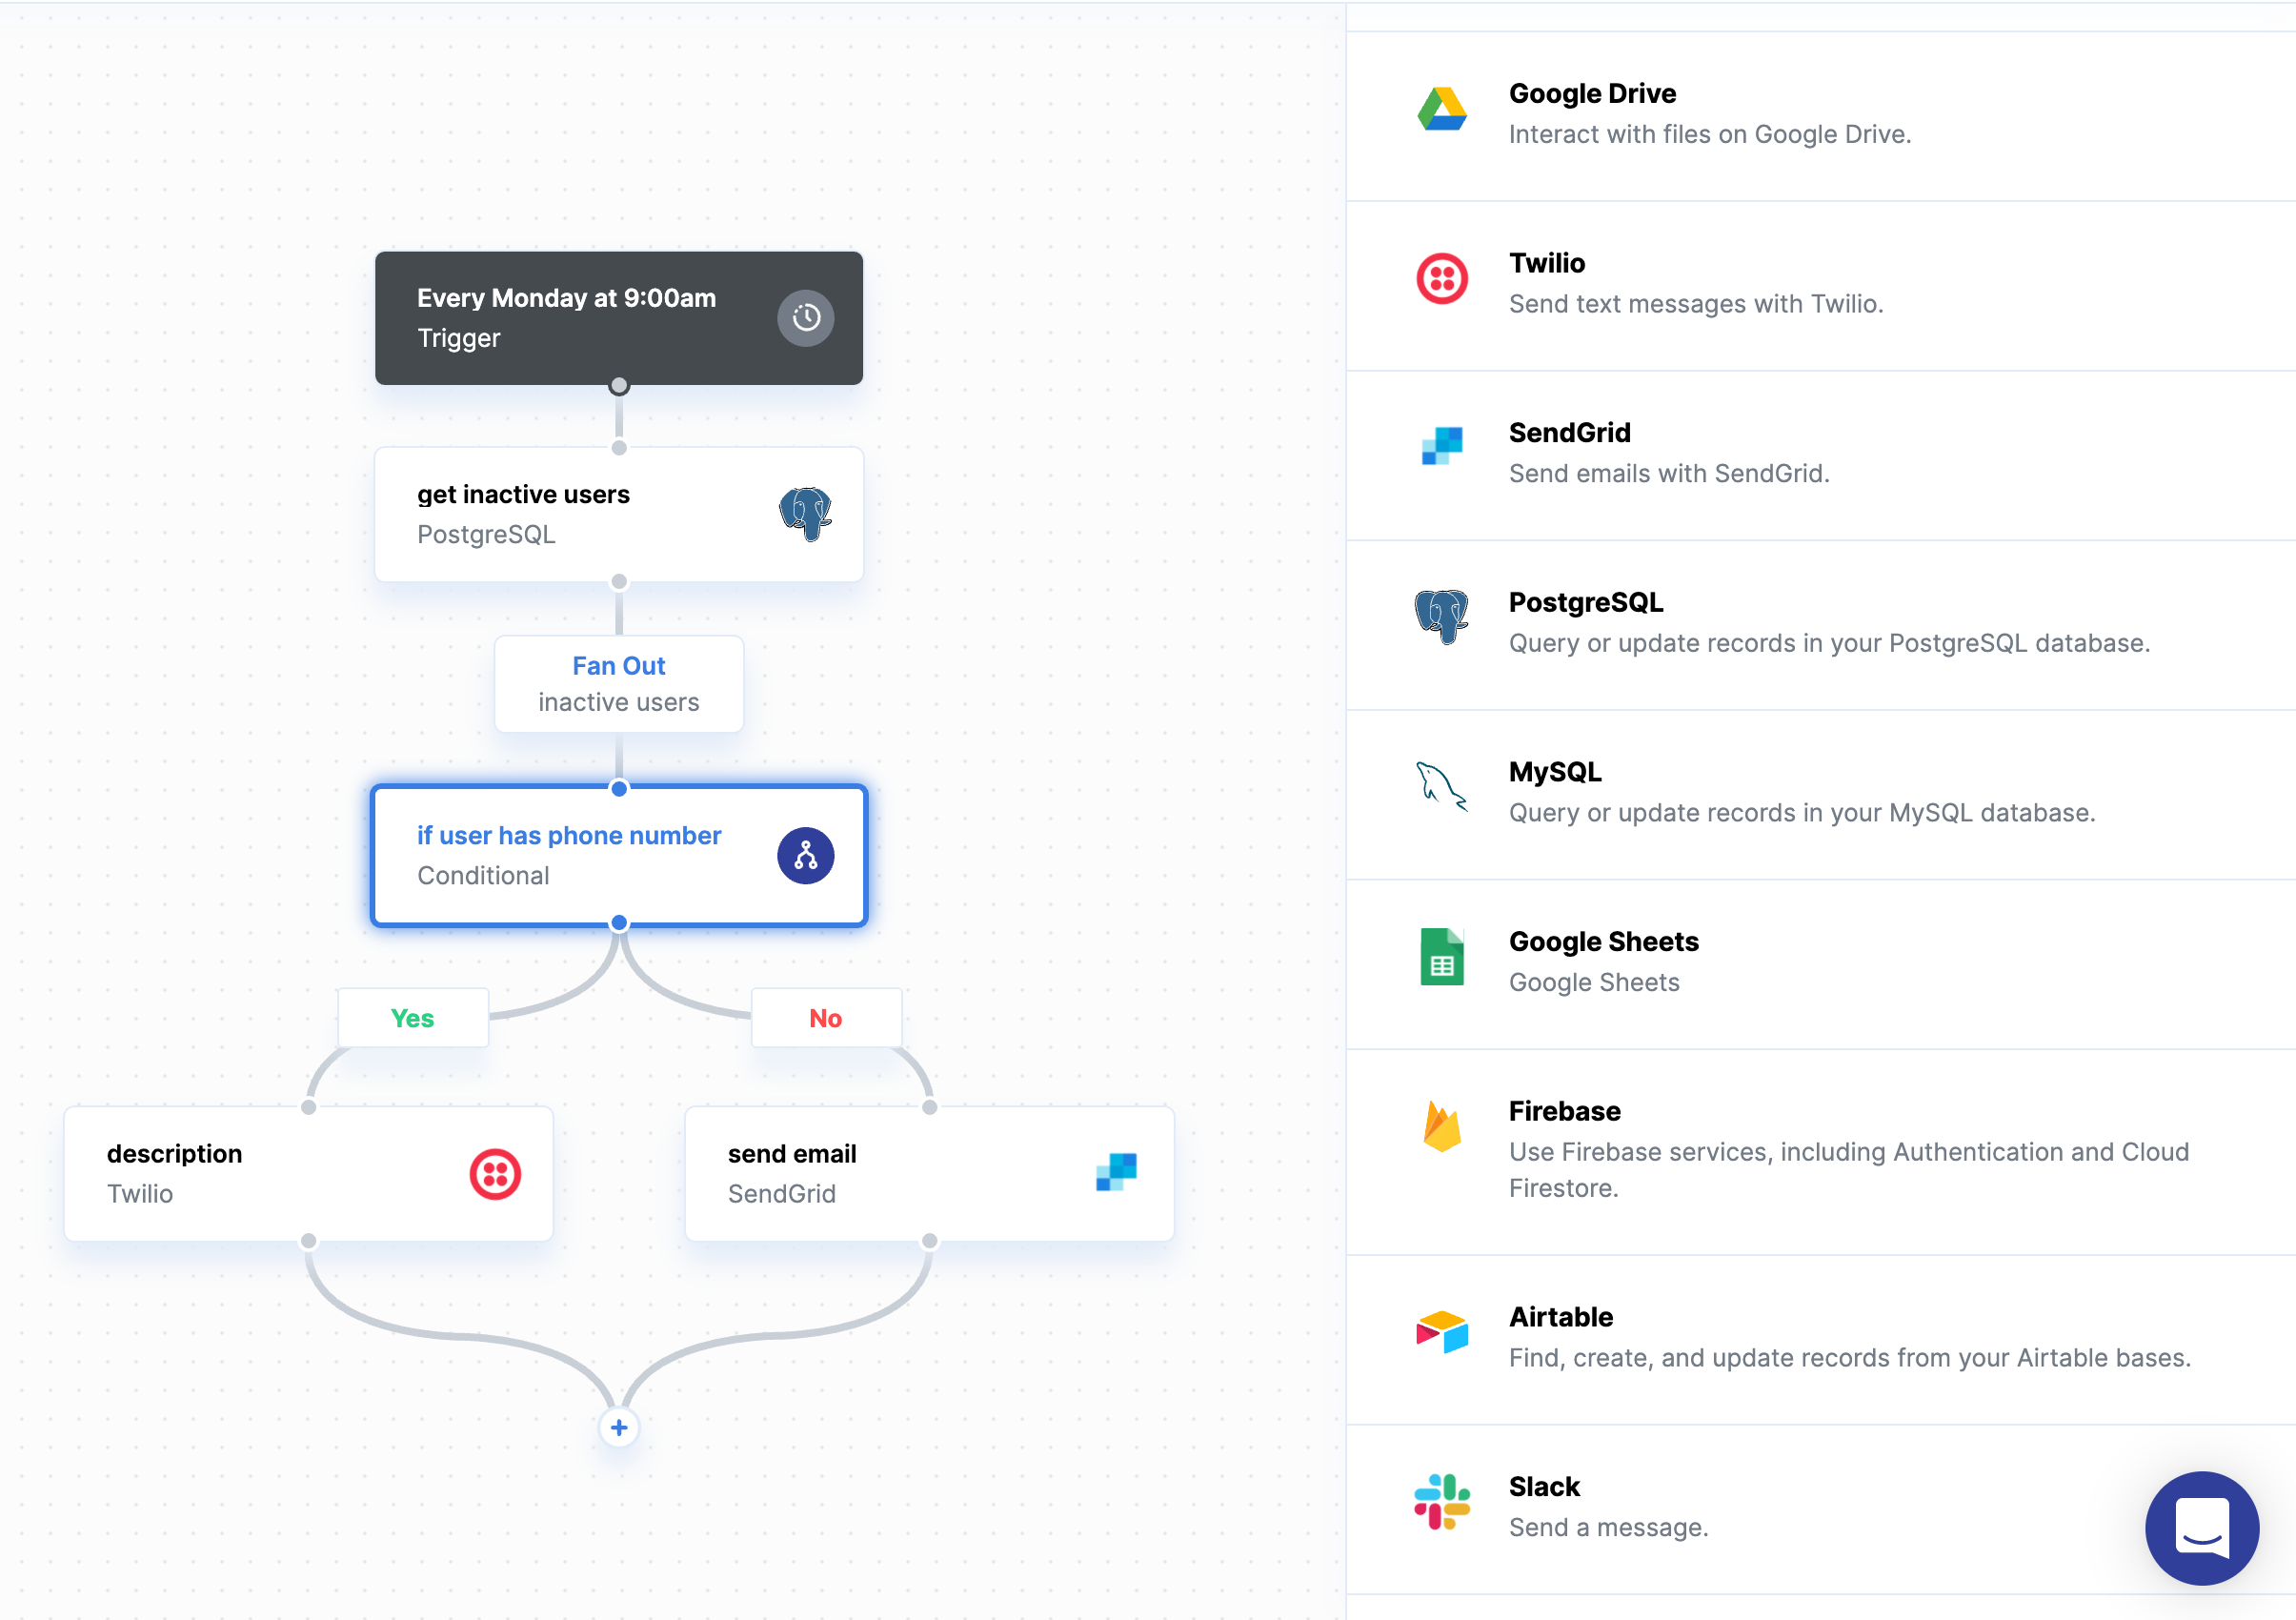 Every Monday at 9:00am
Trigger
get inactive users
PostgreSQL
Fan Out
inactive users
if user has phone number
Conditional
Yes
No
description
Twilio
send email
SendGrid
Google Drive
Interact with files on Google Drive.
Twilio
Send text messages with Twilio.
SendGrid
Send emails with SendGrid.
PostgreSQL
Query or update records in your PostgreSQL database.
MySQL
Query or update records in your MySQL database.
Google Sheets
Google Sheets
Firebase
Use Firebase services, including Authentication and Cloud
Firestore.
Airtable
Find, create, and update records from your Airtable bases.
Slack
Send a message.